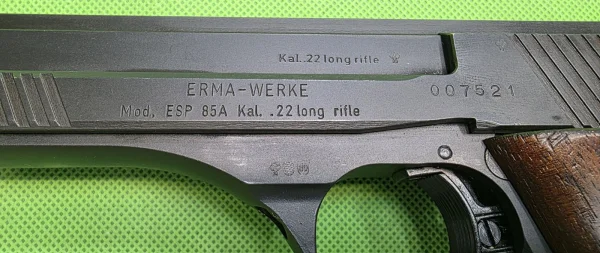 Kal..22 long rifle
ERMA-WERKE
007521
Mod. ESP 85A Kal. .22 long rifle